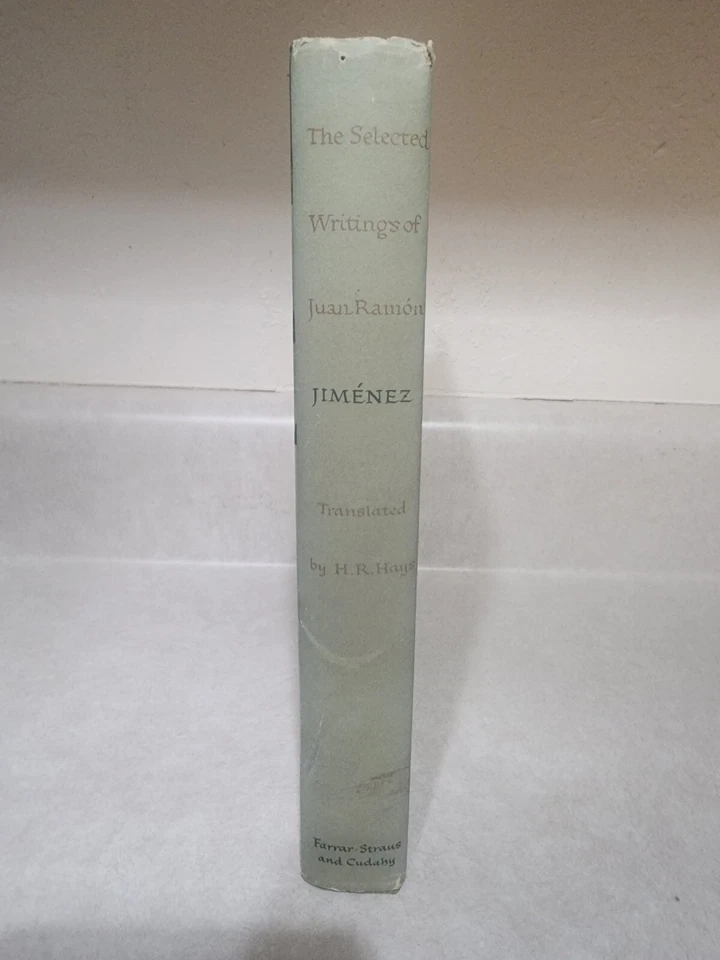 The Selected
Writings of
Juan Ramón
JIMÉNEZ
Translated
by H. R. Hays
Farrar-Straus
and Cudahy